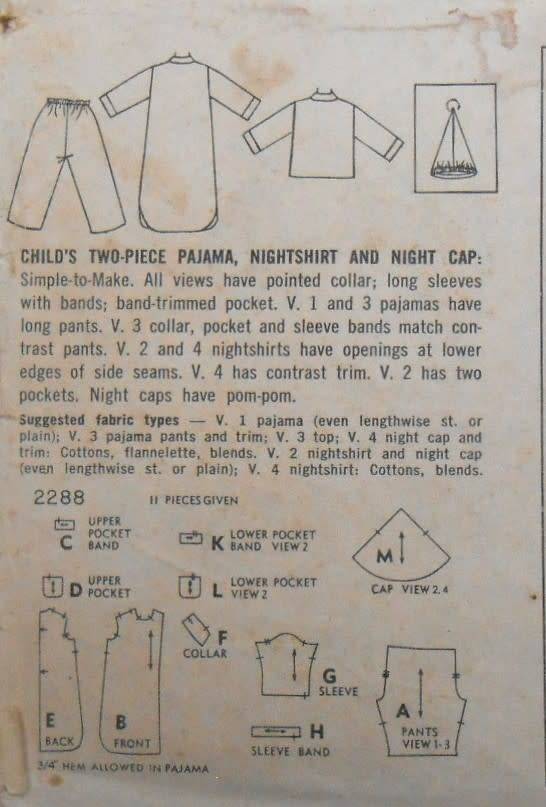 CHILD'S TWO-PIECE PAJAMA, NIGHTSHIRT AND NIGHT CAP:
Simple-to-Make. All views have pointed collar; long sleeves
with bands; band-trimmed pocket. V. 1 and 3 pajamas have
long pants. V. 3 collar, pocket and sleeve bands match con-
trast pants. V. 2 and 4 nightshirts have openings at lower
edges of side seams. V. 4 has contrast trim. V. 2 has two
pockets. Night caps have pom-pom.
Suggested fabric types — V. 1 pajama (even lengthwise st. or
plain); V. 3 pajama pants and trim; V. 3 top; V. 4 night cap and
trim: Cottons, flannelette, blends. V. 2 nightshirt and night cap
(even lengthwise st. or plain); V. 4 nightshirt: Cottons, blends.
2288 11 PIECES GIVEN
C UPPER
POCKET
BAND
K LOWER POCKET
BAND VIEW 2
M
CAP VIEW 2.4
D UPPER
POCKET
L LOWER POCKET
VIEW 2
F
COLLAR
G
SLEEVE
E
BACK
B
FRONT
H
SLEEVE BAND
A
PANTS
VIEW 1-3
3/4" HEM ALLOWED IN PAJAMA